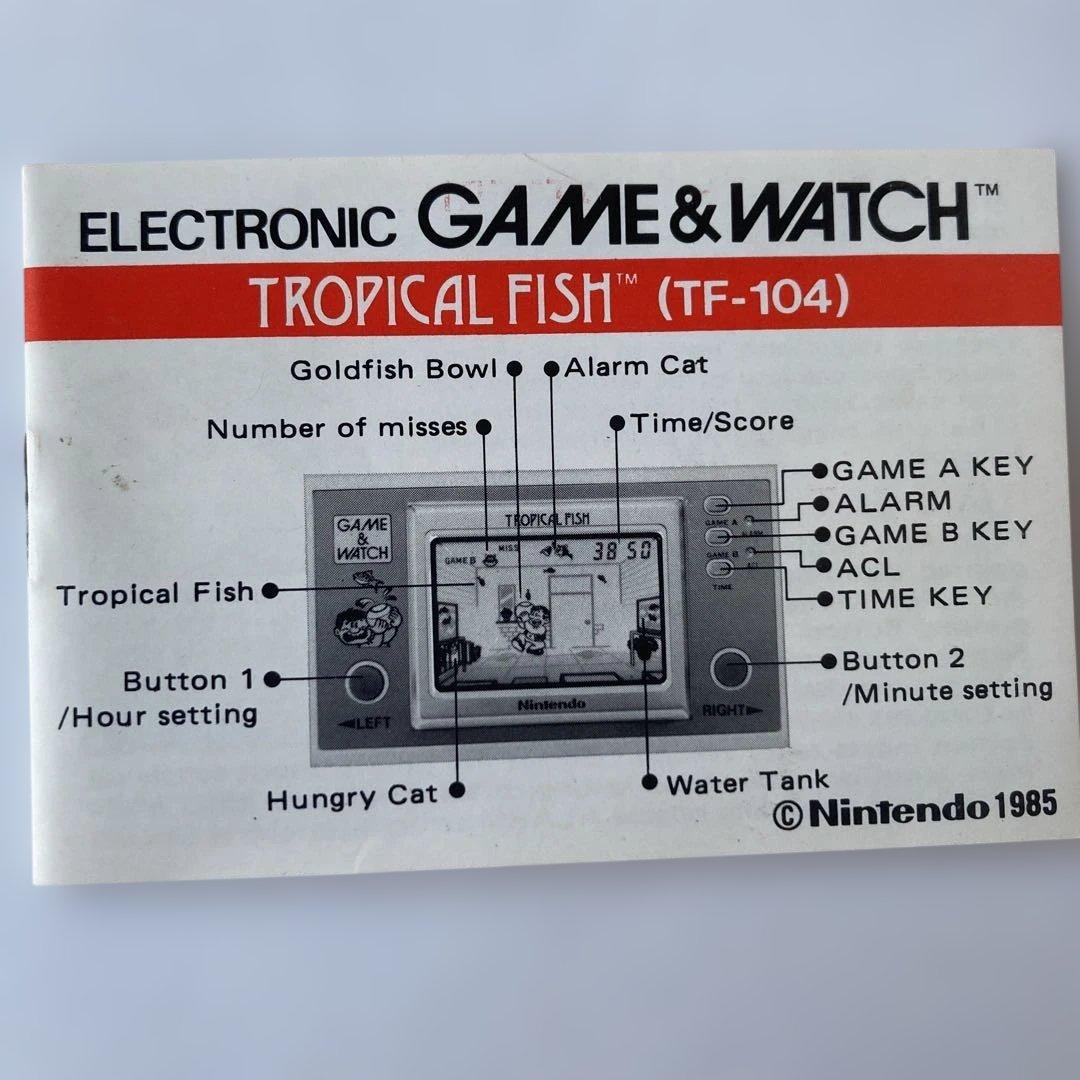 ELECTRONIC GAME & WATCH™
TROPICAL FISH™ (TF-104)
Goldfish Bowl
Alarm Cat
Number of misses
Time/Score
GAME A KEY
ALARM
GAME B KEY
ACL
TIME KEY
GAME
&
WATCH
TROPICAL FISH
GAME A
ALARM
GAME B
ACL
TIME
GAME B
MISS
38 50
Tropical Fish
Button 1
/Hour setting
◄LEFT
Nintendo
RIGHT►
Button 2
/Minute setting
Hungry Cat
Water Tank
©Nintendo 1985